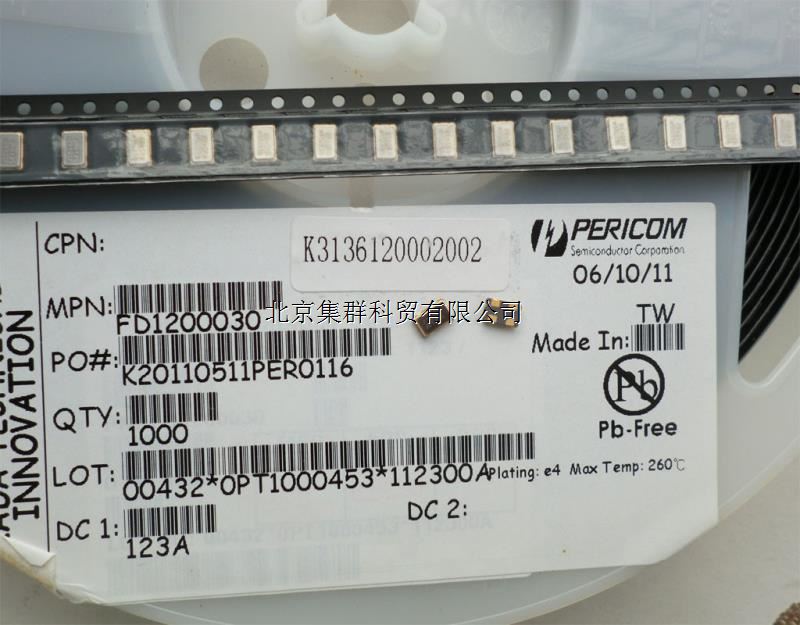 CPN:
K3136120002002
PERICOM
Semiconductor Corporation
06/10/11
MPN:
FD1200030
北京集群科贸有限公司
TW
Made In:
PO#:
K20110511PER0116
Pb
Pb-Free
QTY:
1000
LOT:
00432*0PT1000453*112300A
Plating: e4 Max Temp: 260℃
DC 1:
123A
DC 2:
INNOVATION